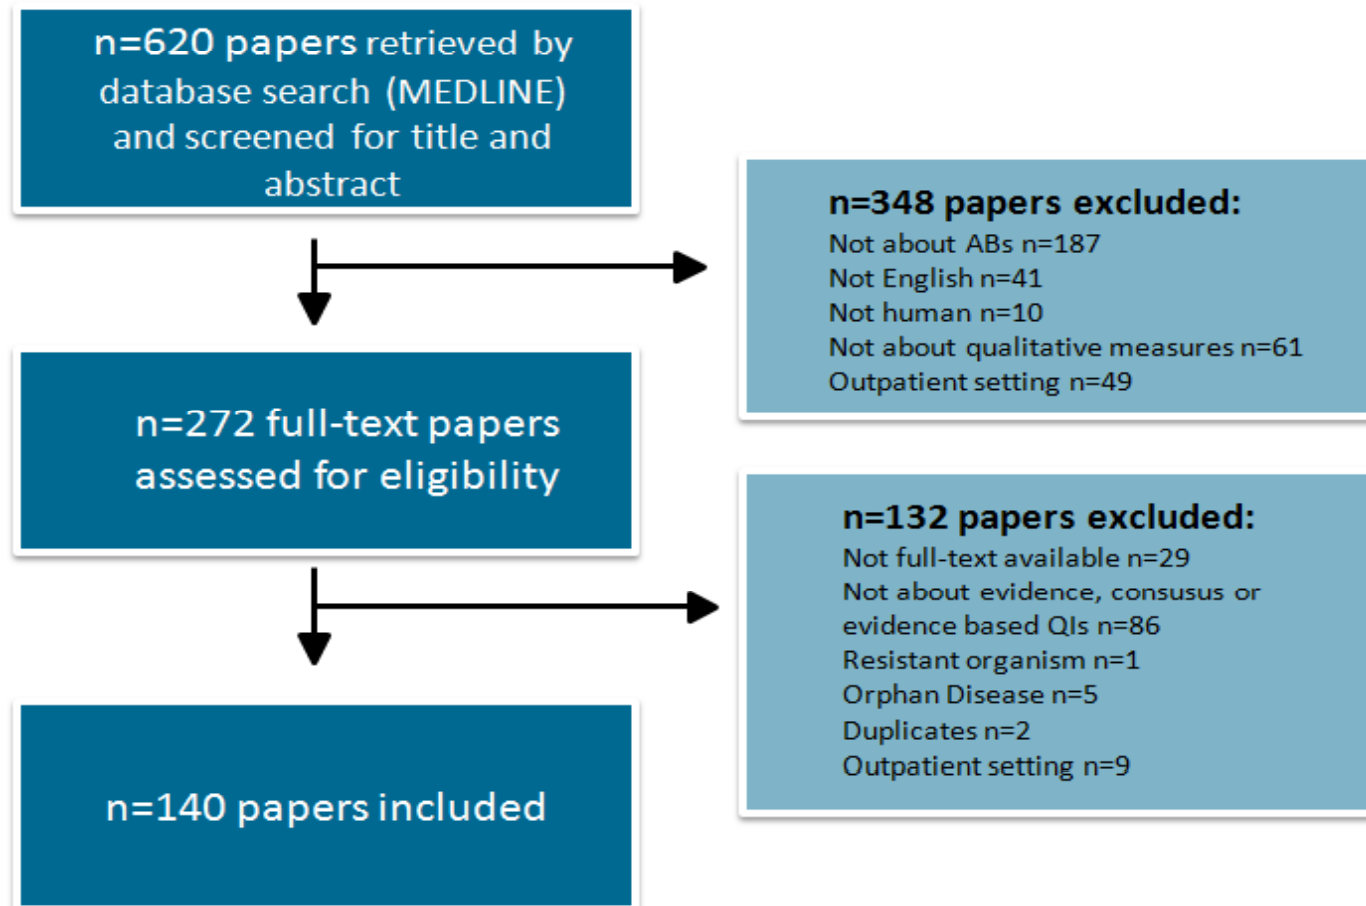 n=620 papers retrieved by
database search (MEDLINE)
and screened for title and
abstract
n=348 papers excluded:
Not about ABs n=187
Not English n=41
Not human n=10
Not about qualitative measures n=61
Outpatient setting n=49
n=272 full-text papers
assessed for eligibility
n=132 papers excluded:
Not full-text available n=29
Not about evidence, consusus or
evidence based QIs n=86
Resistant organism n=1
Orphan Disease n=5
Duplicates n=2
Outpatient setting n=9
n=140 papers included